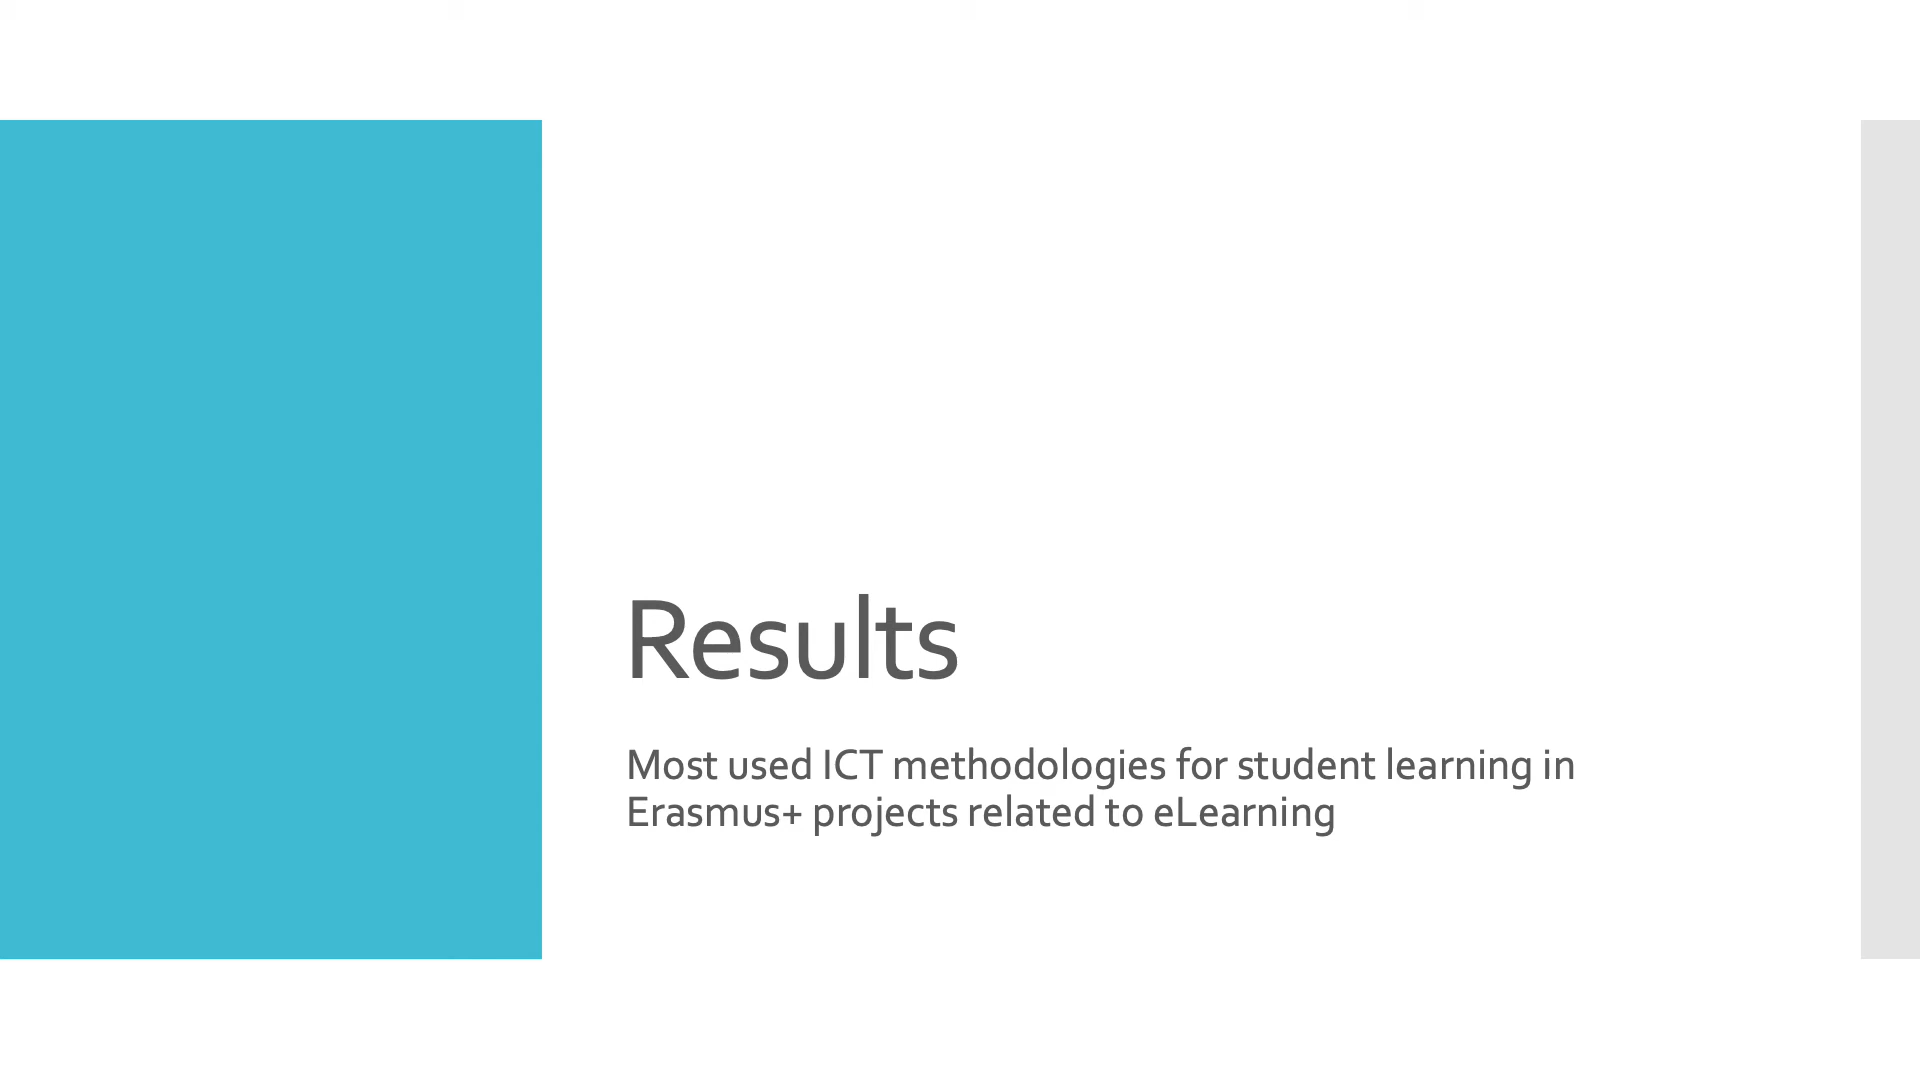 Results
Most used ICT methodologies for student learning in
Erasmus+ projects related to eLearning